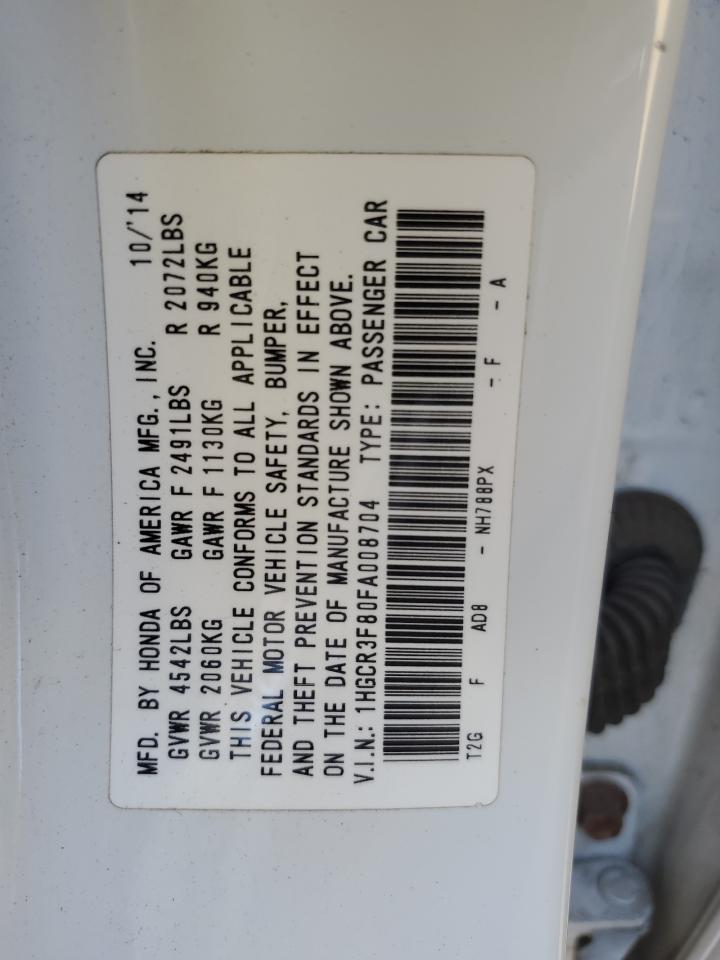 MFD. BY HONDA OF AMERICA MFG., INC. 10/'14
GVWR 4542LBS GAWR F 2491LBS R 2072LBS
GVWR 2060KG GAWR F 1130KG R 940KG
THIS VEHICLE CONFORMS TO ALL APPLICABLE
FEDERAL MOTOR VEHICLE SAFETY, BUMPER,
AND THEFT PREVENTION STANDARDS IN EFFECT
ON THE DATE OF MANUFACTURE SHOWN ABOVE.
V.I.N.: 1HGCR3F80FA008704 TYPE: PASSENGER CAR
T2G F AD8 - NH788PX - F - A